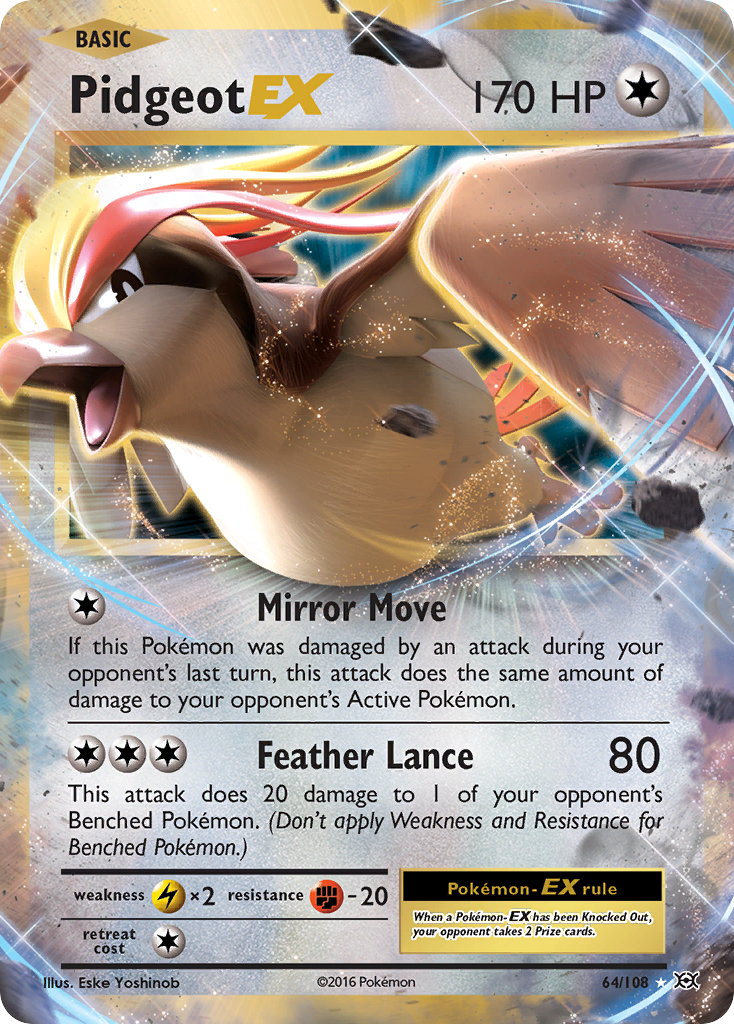 BASIC
PidgeotEX 170 HP
Mirror Move
If this Pokémon was damaged by an attack during your
opponent's last turn, this attack does the same amount of
damage to your opponent's Active Pokémon.
Feather Lance 80
This attack does 20 damage to 1 of your opponent's
Benched Pokémon. (Don't apply Weakness and Resistance for
Benched Pokémon.)
weakness ×2 resistance -20
retreat
cost
Pokémon-EX rule
When a Pokémon-EX has been Knocked Out,
your opponent takes 2 Prize cards.
Illus. Eske Yoshinob ©2016 Pokémon 64/108